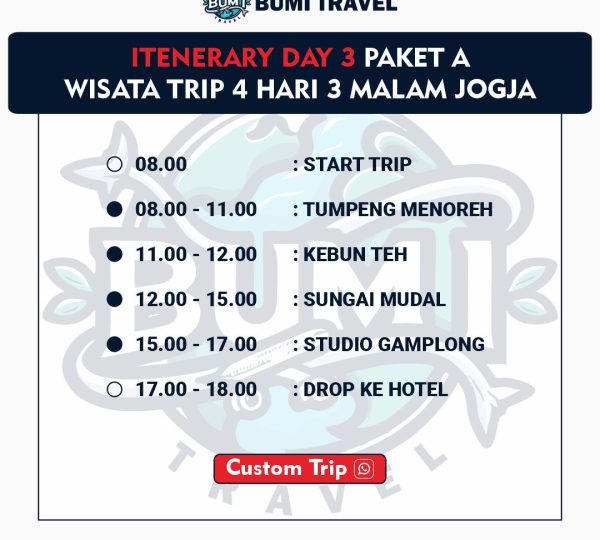 BUMI BUMI TRAVEL
TRAVEL
ITENERARY DAY 3 PAKET A
WISATA TRIP 4 HARI 3 MALAM JOGJA
08.00 : START TRIP
08.00 - 11.00 : TUMPENG MENOREH
11.00 - 12.00 : KEBUN TEH
12.00 - 15.00 : SUNGAI MUDAL
15.00 - 17.00 : STUDIO GAMPLONG
17.00 - 18.00 : DROP KE HOTEL
BUMI
Custom Trip
TRAVEL